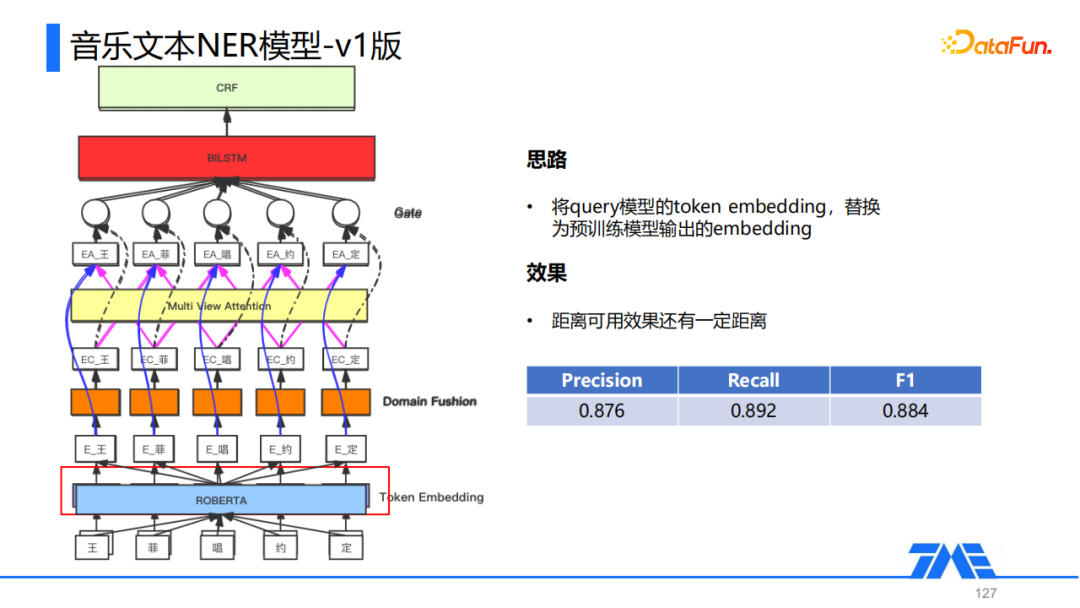 音乐文本NER模型-v1版
DataFun.
CRF
BILSTM
Gate
EA_王 EA_菲 EA_唱 EA_约 EA_定
Multi View Attention
EC_王 EC_菲 EC_唱 EC_约 EC_定
Domain Fushion
E_王 E_菲 E_唱 E_约 E_定
ROBERTA
Token Embedding
王 菲 唱 约 定
思路
• 将query模型的token embedding，替换
为预训练模型输出的embedding
效果
• 距离可用效果还有一定距离
Precision Recall F1
0.876 0.892 0.884
TME
127